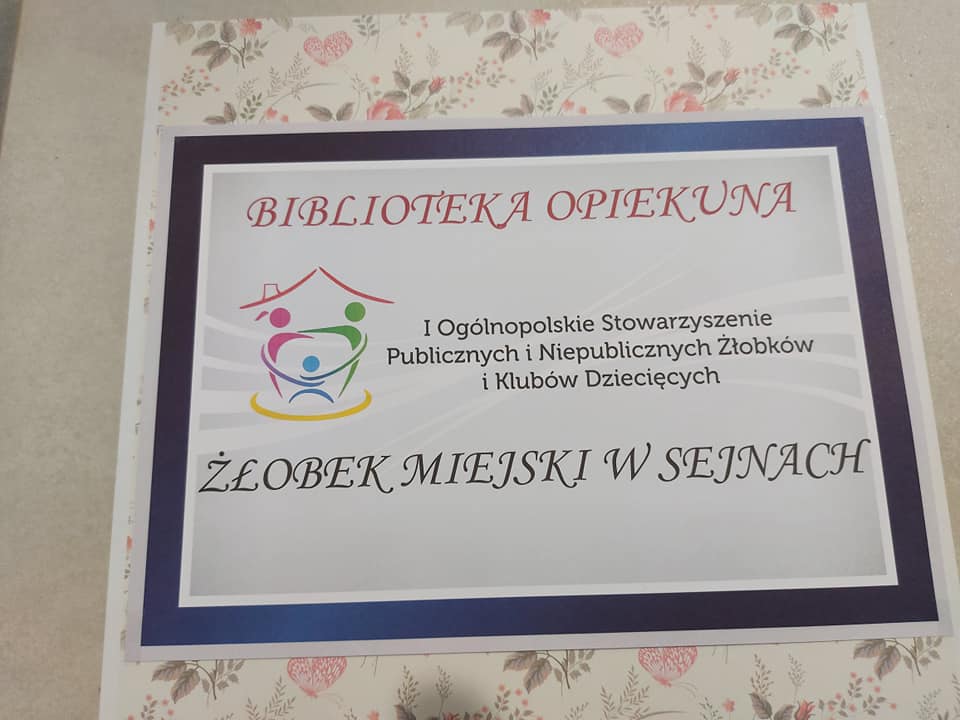 BIBLIOTEKA OPIEKUNA
I Ogólnopolskie Stowarzyszenie
Publicznych i Niepublicznych Żłobków
i Klubów Dziecięcych
ŻŁOBEK MIEJSKI W SEJNACH